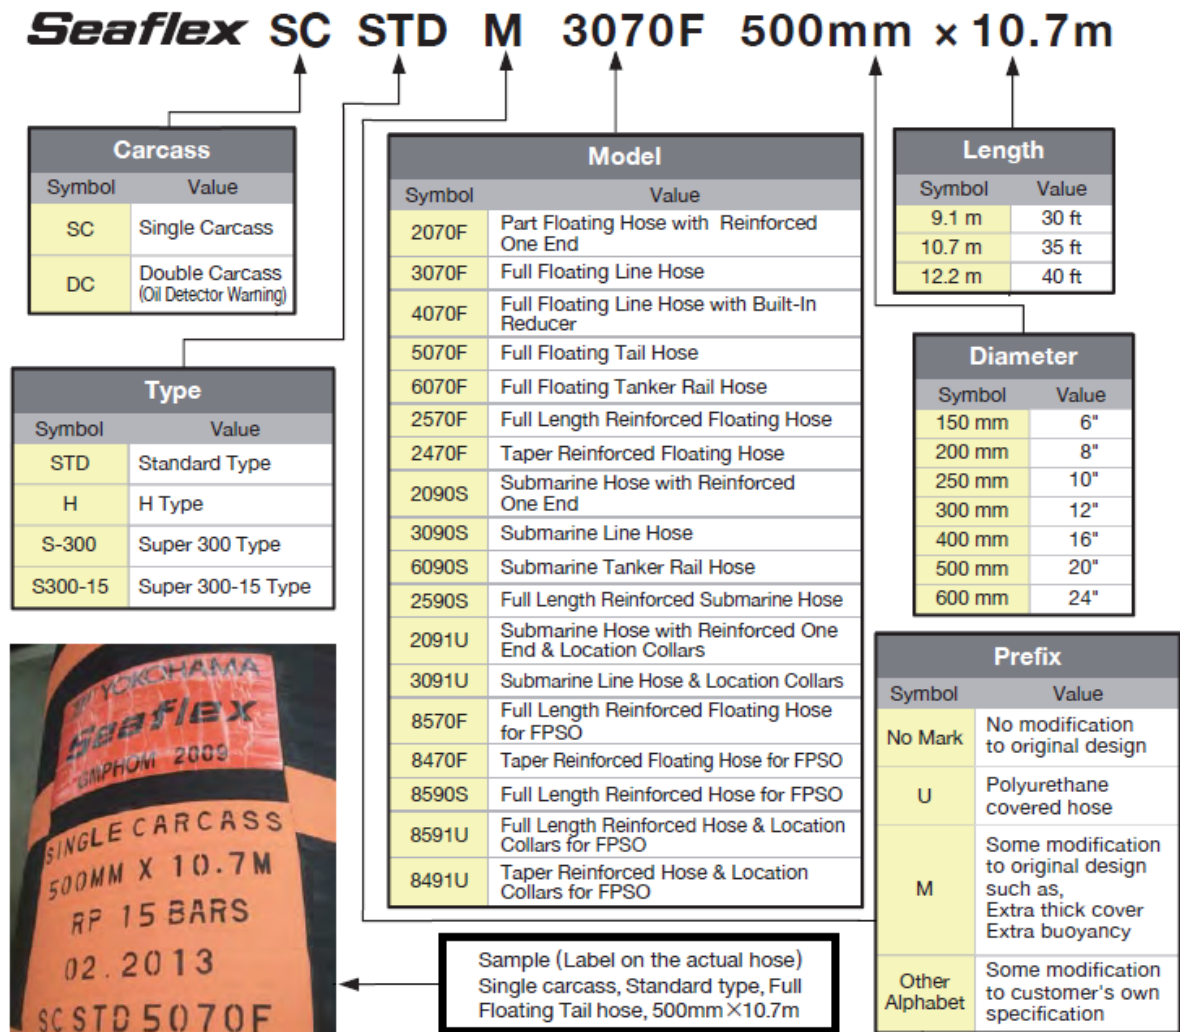 Seaflex SC STD M 3070F 500mm × 10.7m
Carcass
Symbol Value
SC Single Carcass
DC Double Carcass
(Oil Detector Warning)
Type
Symbol Value
STD Standard Type
H H Type
S-300 Super 300 Type
S300-15 Super 300-15 Type
Model
Symbol Value
2070F Part Floating Hose with Reinforced
One End
3070F Full Floating Line Hose
4070F Full Floating Line Hose with Built-In
Reducer
5070F Full Floating Tail Hose
6070F Full Floating Tanker Rail Hose
2570F Full Length Reinforced Floating Hose
2470F Taper Reinforced Floating Hose
2090S Submarine Hose with Reinforced
One End
3090S Submarine Line Hose
6090S Submarine Tanker Rail Hose
2590S Full Length Reinforced Submarine Hose
2091U Submarine Hose with Reinforced One
End & Location Collars
3091U Submarine Line Hose & Location Collars
8570F Full Length Reinforced Floating Hose
for FPSO
8470F Taper Reinforced Floating Hose for FPSO
8590S Full Length Reinforced Hose for FPSO
8591U Full Length Reinforced Hose & Location
Collars for FPSO
8491U Taper Reinforced Hose & Location
Collars for FPSO
Length
Symbol Value
9.1 m 30 ft
10.7 m 35 ft
12.2 m 40 ft
Diameter
Symbol Value
150 mm 6"
200 mm 8"
250 mm 10"
300 mm 12"
400 mm 16"
500 mm 20"
600 mm 24"
Prefix
Symbol Value
No Mark No modification
to original design
U Polyurethane
covered hose
M Some modification
to original design
such as,
Extra thick cover
Extra buoyancy
Other
Alphabet Some modification
to customer's own
specification
YOKOHAMA
Seaflex
GMPHOM 2009
SINGLE CARCASS
500MM X 10.7M
RP 15 BARS
02.2013
SC STD 5070F
Sample (Label on the actual hose)
Single carcass, Standard type, Full
Floating Tail hose, 500mm×10.7m